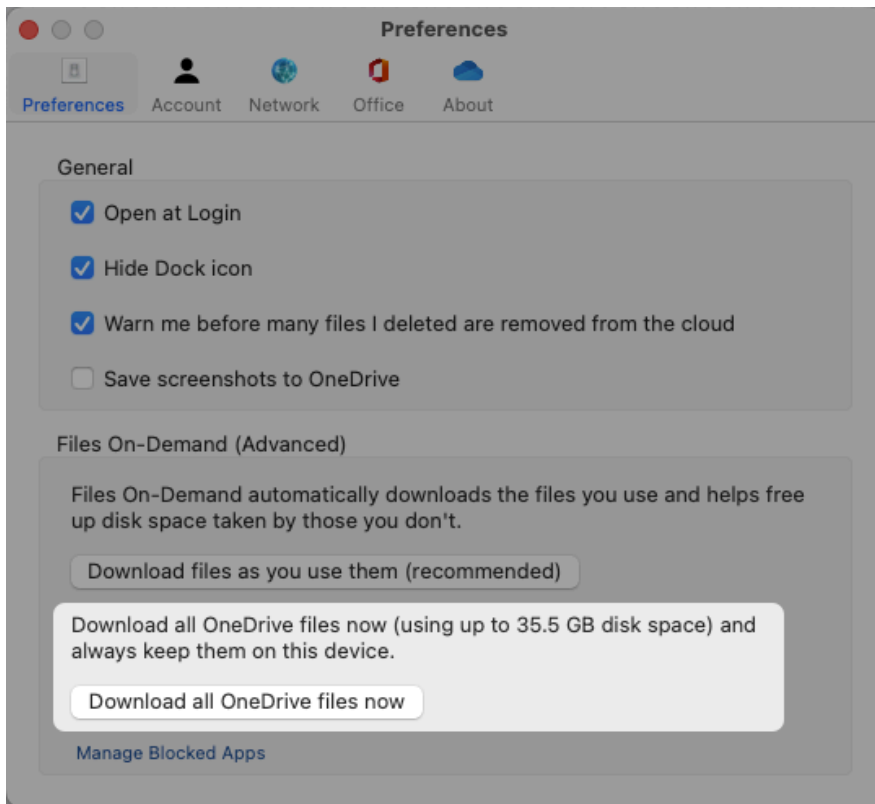 Preferences
Preferences Account Network Office About
General
Open at Login
Hide Dock icon
Warn me before many files I deleted are removed from the cloud
Save screenshots to OneDrive
Files On-Demand (Advanced)
Files On-Demand automatically downloads the files you use and helps free
up disk space taken by those you don't.
Download files as you use them (recommended)
Download all OneDrive files now (using up to 35.5 GB disk space) and
always keep them on this device.
Download all OneDrive files now
Manage Blocked Apps